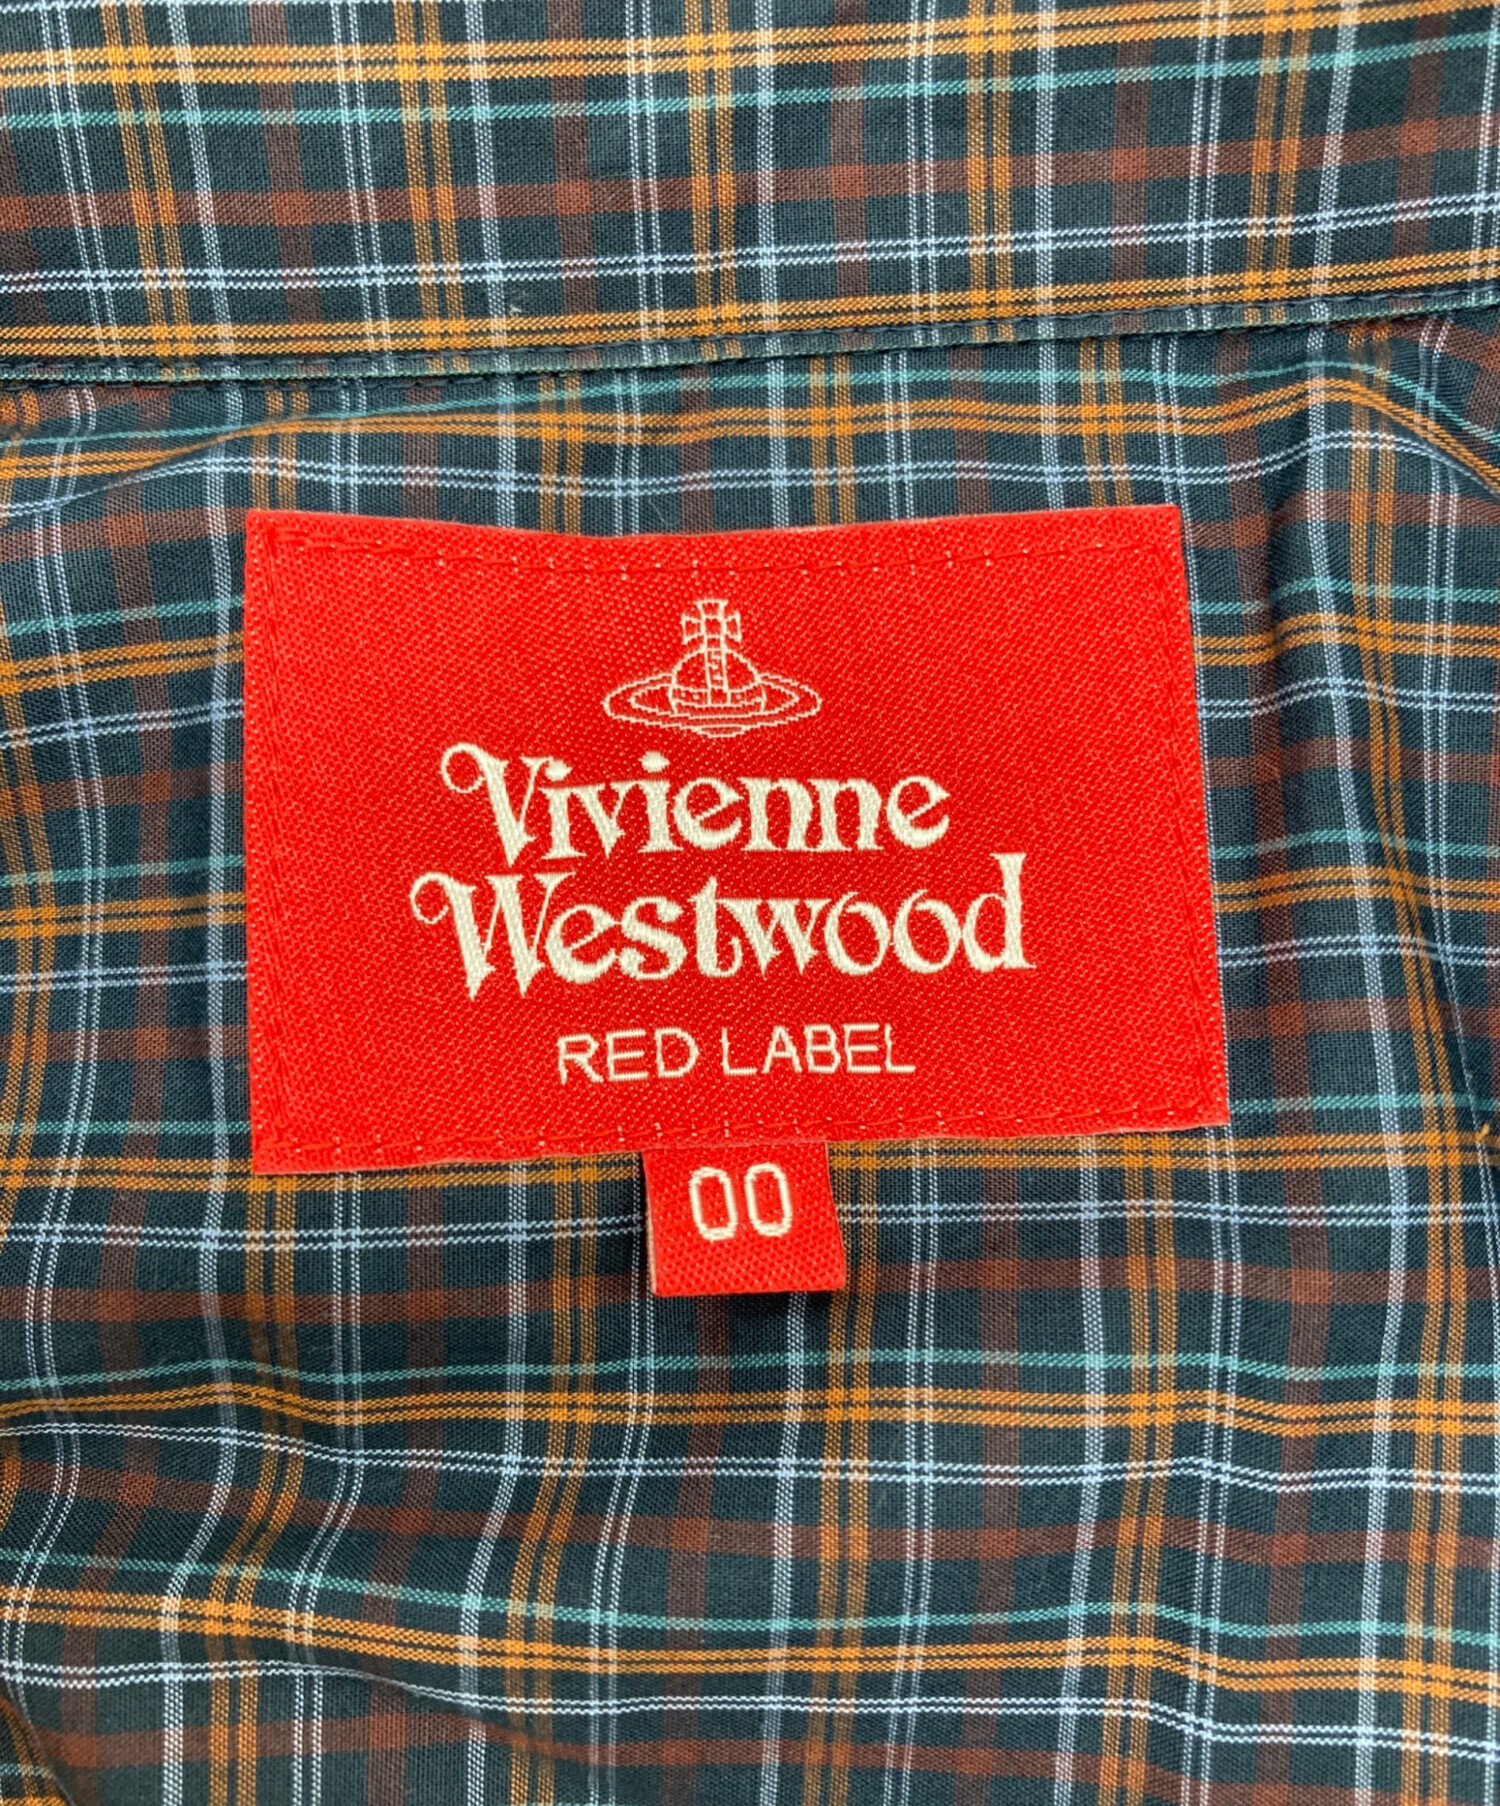 Vivienne
Westwood
RED LABEL
00